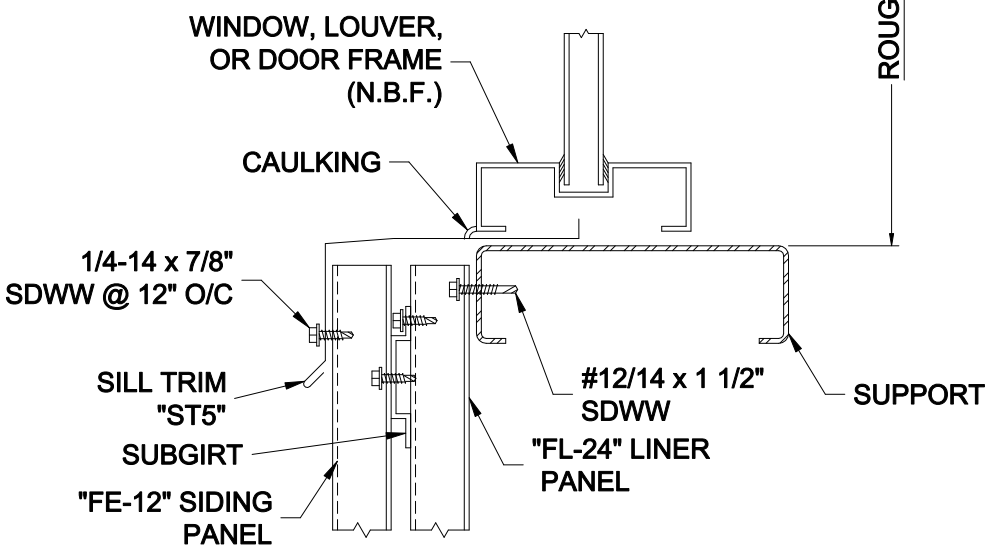 WINDOW, LOUVER,
OR DOOR FRAME
(N.B.F.)
CAULKING
1/4-14 x 7/8"
SDWW @ 12" O/C
SILL TRIM
"ST5"
SUBGIRT
"FE-12" SIDING
PANEL
#12/14 x 1 1/2"
SDWW
"FL-24" LINER
PANEL
SUPPORT